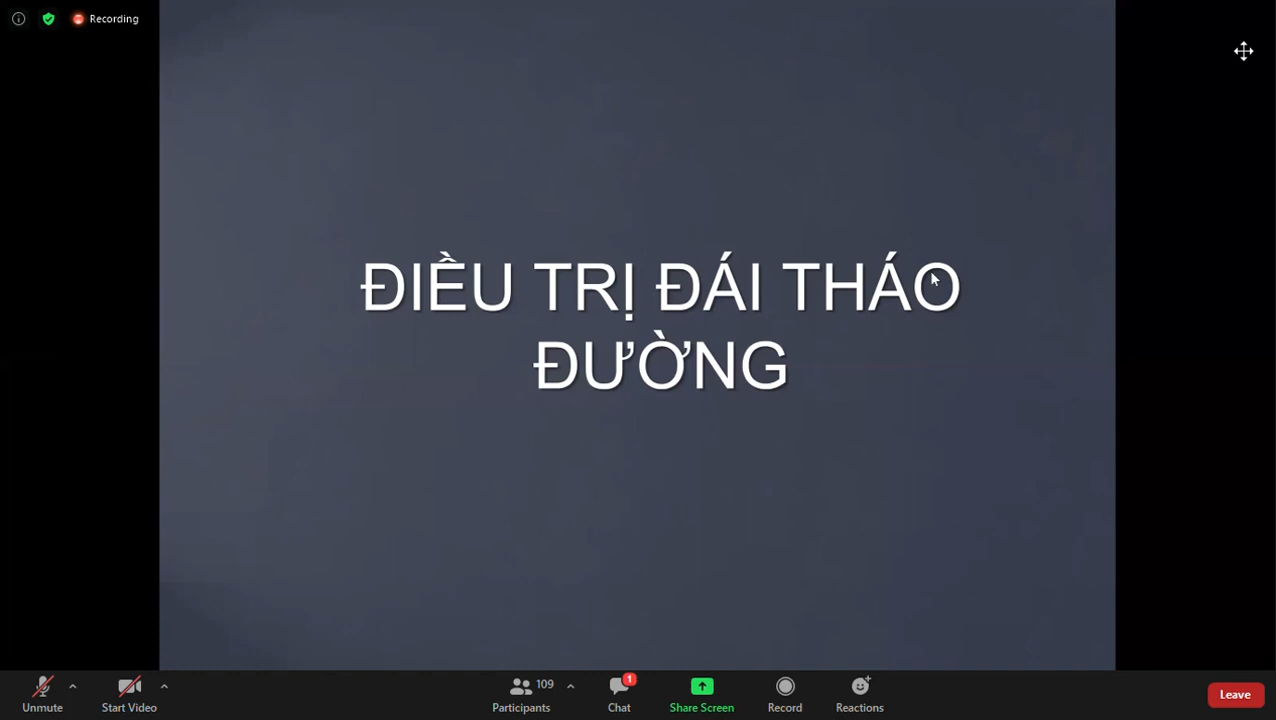 Recording
ĐIỀU TRỊ ĐÁI THÁO
ĐƯỜNG
109
1
Unmute
Start Video
Participants
Chat
Share Screen
Record
Reactions
Leave